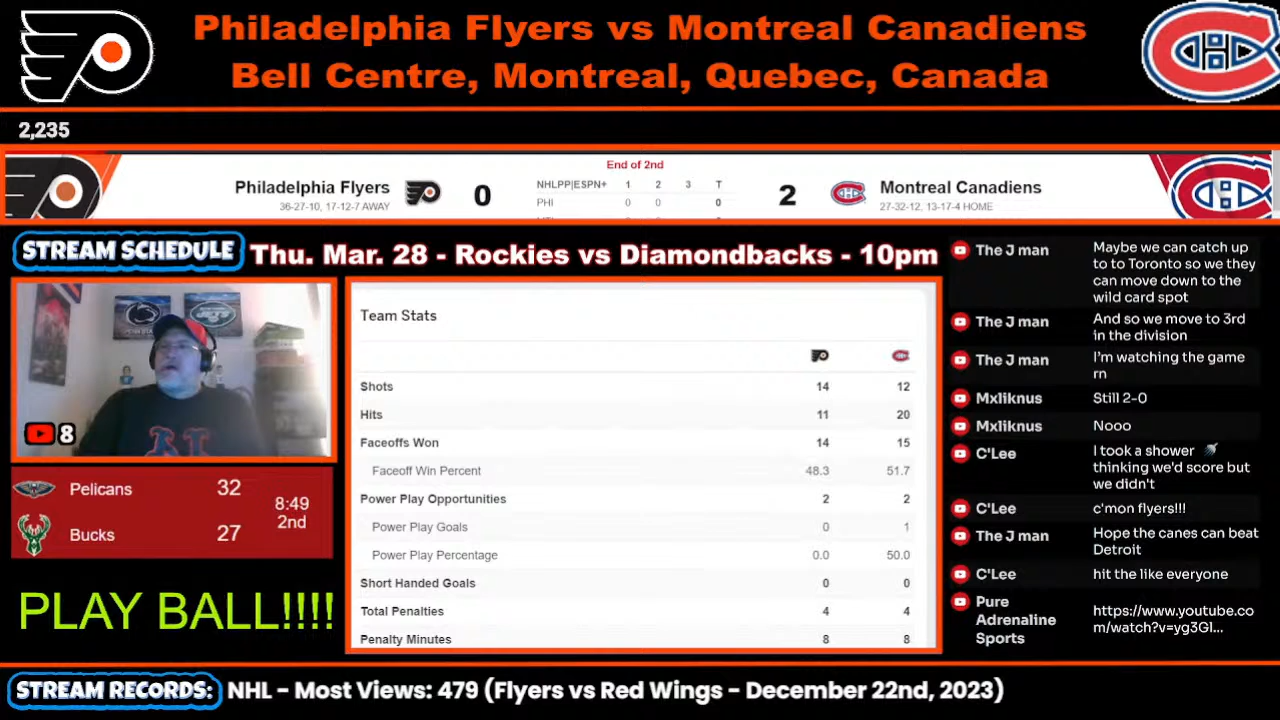 Philadelphia Flyers vs Montreal Canadiens
Bell Centre, Montreal, Quebec, Canada
2,235
End of 2nd
Philadelphia Flyers
36-27-10, 17-12-7 AWAY
0
NHLPP|ESPN+ 1 2 3 T
PHI 0 0 0
2
Montreal Canadiens
27-32-12, 13-17-4 HOME
STREAM SCHEDULE
Thu. Mar. 28 - Rockies vs Diamondbacks - 10pm
JETS
8
Pelicans 32
Bucks 27
8:49
2nd
PLAY BALL!!!!
Team Stats
Shots 14 12
Hits 11 20
Faceoffs Won 14 15
Faceoff Win Percent 48.3 51.7
Power Play Opportunities 2 2
Power Play Goals 0 1
Power Play Percentage 0.0 50.0
Short Handed Goals 0 0
Total Penalties 4 4
Penalty Minutes 8 8
The J man Maybe we can catch up
to to Toronto so we they
can move down to the
wild card spot
The J man And so we move to 3rd
in the division
The J man I'm watching the game
rn
Mxliknus Still 2-0
Mxliknus Nooo
C'Lee I took a shower 🚿
thinking we'd score but
we didn't
C'Lee c'mon flyers!!!
The J man Hope the canes can beat
Detroit
C'Lee hit the like everyone
Pure
Adrenaline
Sports
https://www.youtube.co
m/watch?v=yg3Gl...
STREAM RECORDS:
NHL - Most Views: 479 (Flyers vs Red Wings - December 22nd, 2023)